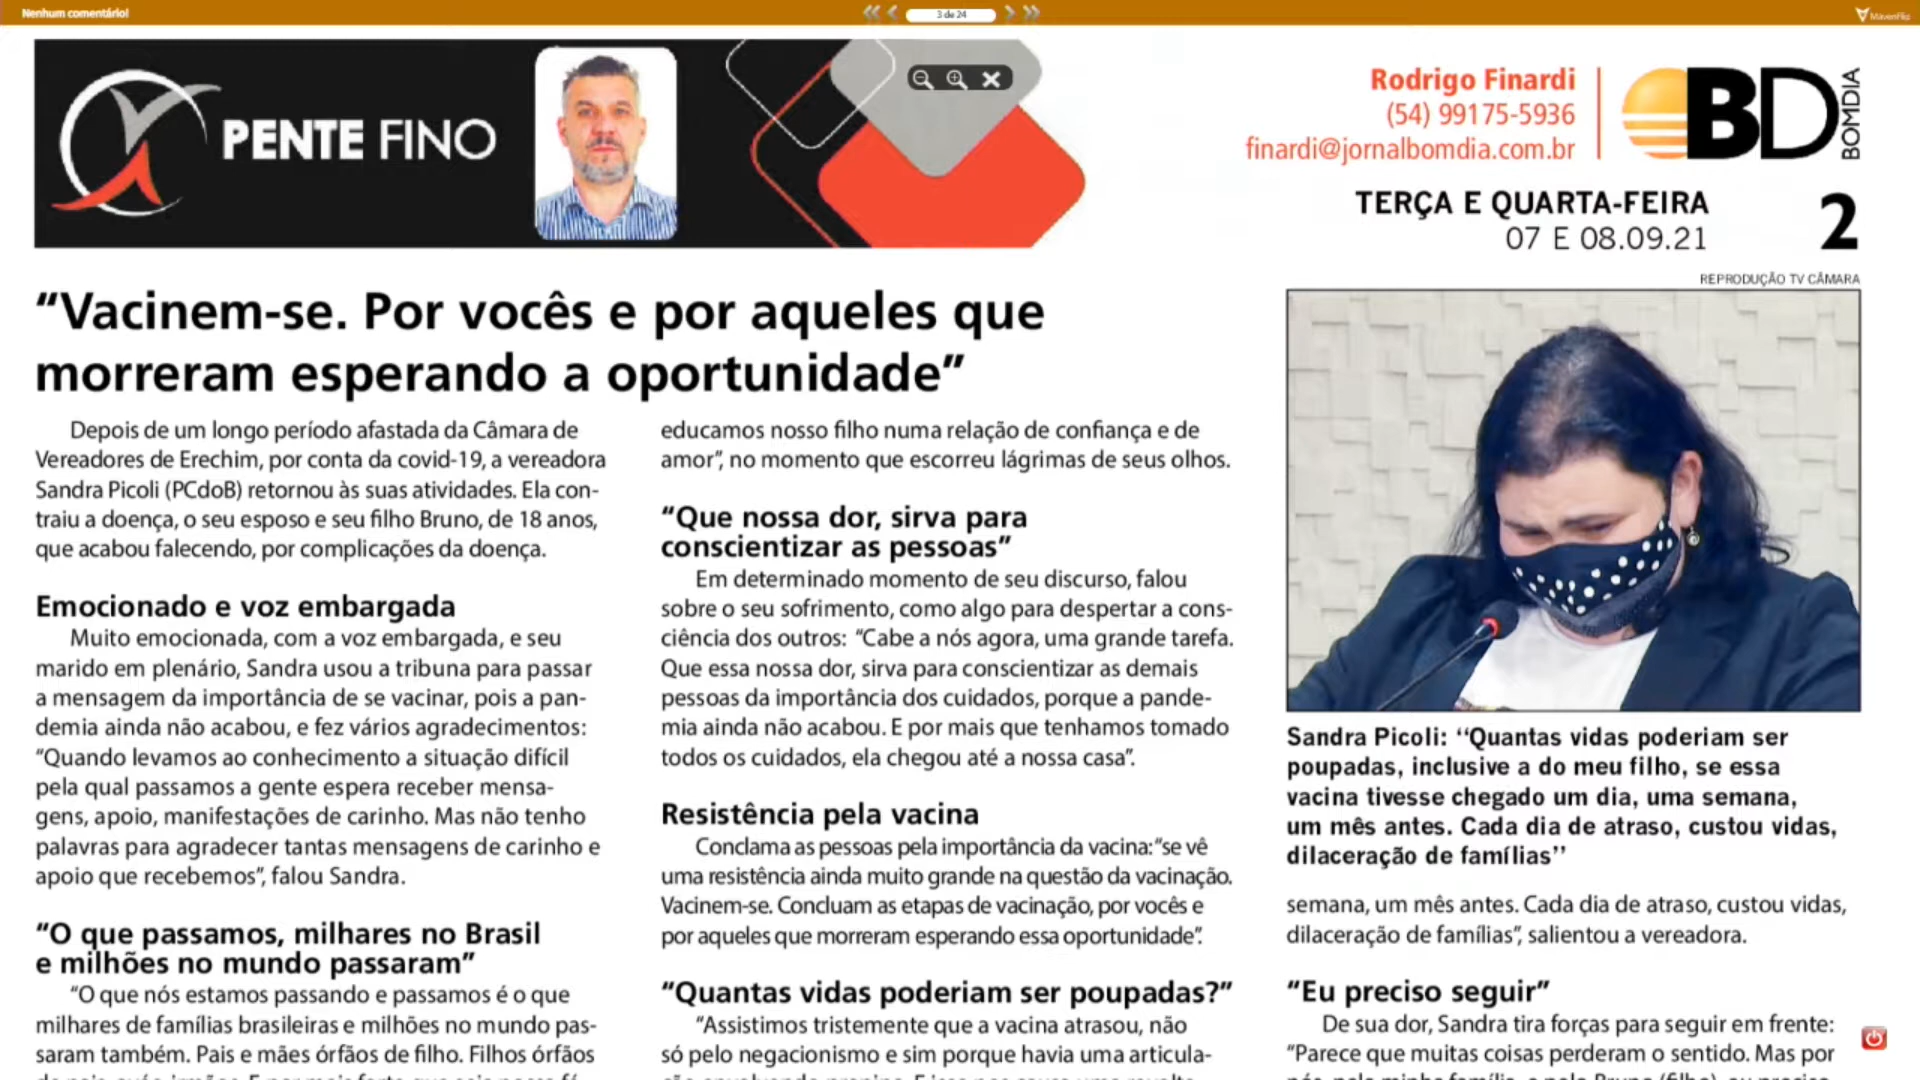 Nenhum comentário!
3 de 24
MavenFlip
PENTE FINO
Rodrigo Finardi
(54) 99175-5936
finardi@jornalbomdia.com.br
BD
BOMDIA
TERÇA E QUARTA-FEIRA
07 E 08.09.21
2
“Vacinem-se. Por vocês e por aqueles que
morreram esperando a oportunidade”
Depois de um longo período afastada da Câmara de
Vereadores de Erechim, por conta da covid-19, a vereadora
Sandra Picoli (PCdoB) retornou às suas atividades. Ela con-
traiu a doença, o seu esposo e seu filho Bruno, de 18 anos,
que acabou falecendo, por complicações da doença.
Emocionado e voz embargada
Muito emocionada, com a voz embargada, e seu
marido em plenário, Sandra usou a tribuna para passar
a mensagem da importância de se vacinar, pois a pan-
demia ainda não acabou, e fez vários agradecimentos:
“Quando levamos ao conhecimento a situação difícil
pela qual passamos a gente espera receber mensa-
gens, apoio, manifestações de carinho. Mas não tenho
palavras para agradecer tantas mensagens de carinho e
apoio que recebemos”, falou Sandra.
“O que passamos, milhares no Brasil
e milhões no mundo passaram”
“O que nós estamos passando e passamos é o que
milhares de famílias brasileiras e milhões no mundo pas-
saram também. Pais e mães órfãos de filho. Filhos órfãos
educamos nosso filho numa relação de confiança e de
amor”, no momento que escorreu lágrimas de seus olhos.
“Que nossa dor, sirva para
conscientizar as pessoas”
Em determinado momento de seu discurso, falou
sobre o seu sofrimento, como algo para despertar a cons-
ciência dos outros: “Cabe a nós agora, uma grande tarefa.
Que essa nossa dor, sirva para conscientizar as demais
pessoas da importância dos cuidados, porque a pande-
mia ainda não acabou. E por mais que tenhamos tomado
todos os cuidados, ela chegou até a nossa casa”.
Resistência pela vacina
Conclama as pessoas pela importância da vacina: “se vê
uma resistência ainda muito grande na questão da vacinação.
Vacinem-se. Concluam as etapas de vacinação, por vocês e
por aqueles que morreram esperando essa oportunidade”.
“Quantas vidas poderiam ser poupadas?”
“Assistimos tristemente que a vacina atrasou, não
só pelo negacionismo e sim porque havia uma articula-
REPRODUÇÃO TV CÂMARA
Sandra Picoli: “Quantas vidas poderiam ser
poupadas, inclusive a do meu filho, se essa
vacina tivesse chegado um dia, uma semana,
um mês antes. Cada dia de atraso, custou vidas,
dilaceração de famílias”
semana, um mês antes. Cada dia de atraso, custou vidas,
dilaceração de famílias”, salientou a vereadora.
“Eu preciso seguir”
De sua dor, Sandra tira forças para seguir em frente:
“Parece que muitas coisas perderam o sentido. Mas por